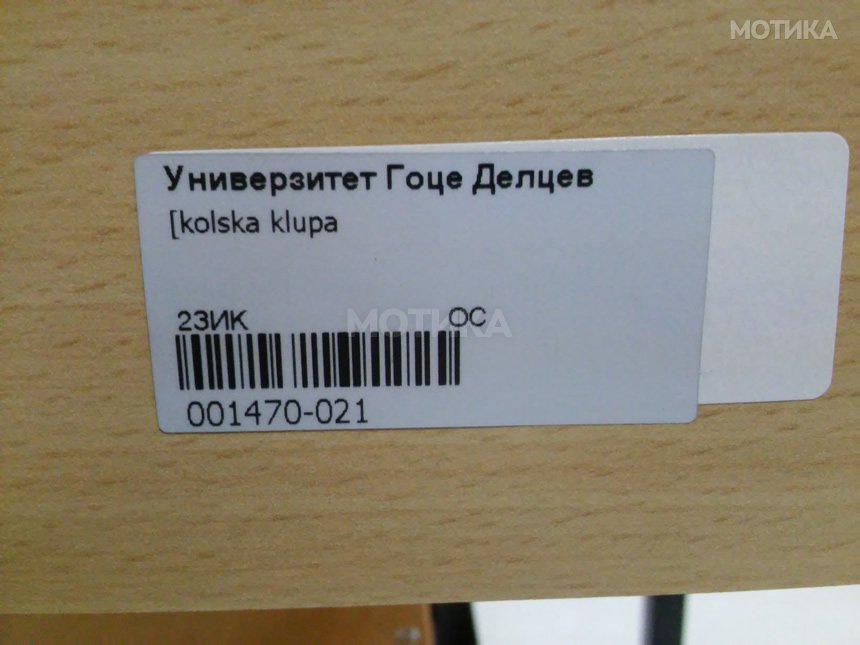 МОТИКА
Универзитет Гоце Делцев
[kolska klupa
МОТИКА
23ИК ОС
001470-021